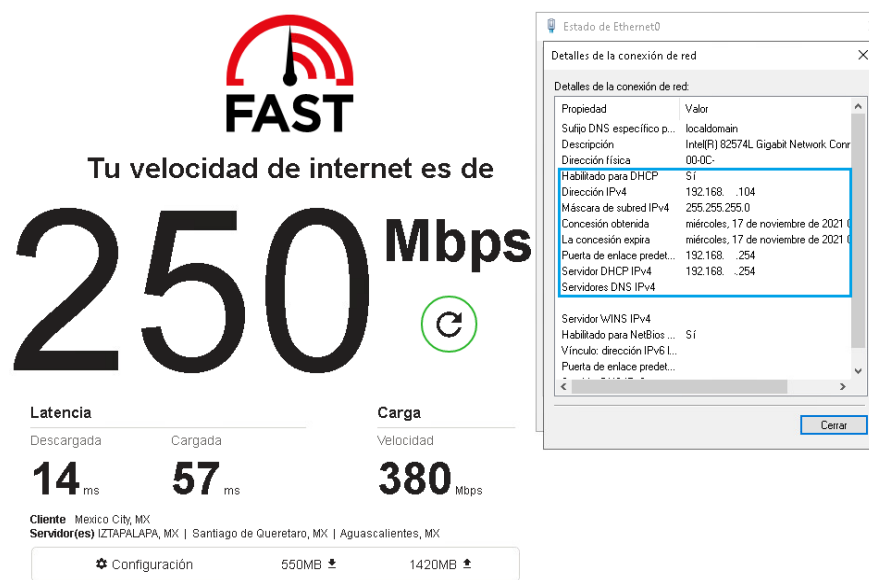 FAST
Tu velocidad de internet es de
250 Mbps
Latencia
Carga
Descargada Cargada
Velocidad
14 ms 57 ms
380 Mbps
Cliente Mexico City, MX
Servidor(es) IZTAPALAPA, MX | Santiago de Queretaro, MX | Aguascalientes, MX
Configuración 550MB 1420MB
Estado de Ethernet0
Detalles de la conexión de red
Detalles de la conexión de red:
Propiedad Valor
Sufijo DNS específico p... localdomain
Descripción Intel(R) 82574L Gigabit Network Conr
Dirección física 00-0C-
Habilitado para DHCP Sí
Dirección IPv4 192.168. .104
Máscara de subred IPv4 255.255.255.0
Concesión obtenida miércoles, 17 de noviembre de 2021 0
La concesión expira miércoles, 17 de noviembre de 2021 0
Puerta de enlace predet... 192.168. .254
Servidor DHCP IPv4 192.168. .254
Servidores DNS IPv4
Servidor WINS IPv4
Habilitado para NetBios ... Sí
Vínculo: dirección IPv6 l...
Puerta de enlace predet...
Cerrar